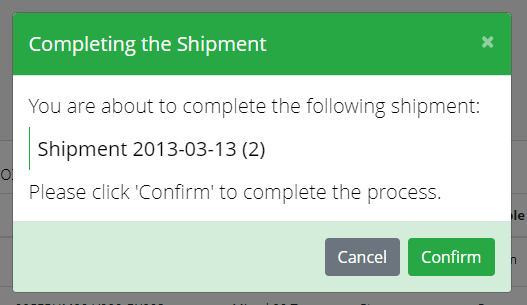 Completing the Shipment
×
You are about to complete the following shipment:
Shipment 2013-03-13 (2)
Please click 'Confirm' to complete the process.
Cancel Confirm